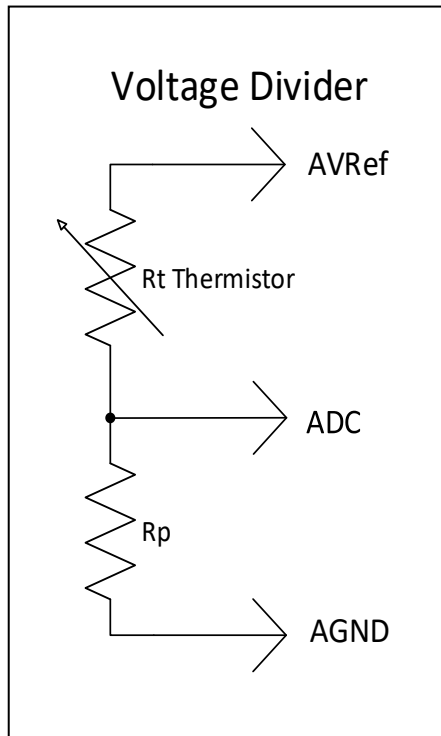 Voltage Divider
AVRef
Rt Thermistor
ADC
Rp
AGND